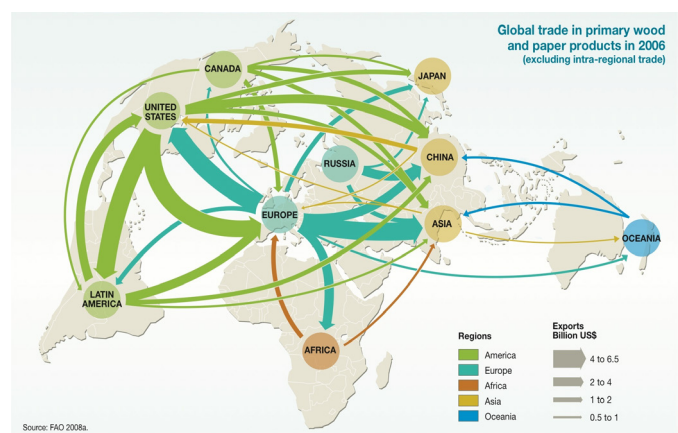 Global trade in primary wood
and paper products in 2006
(excluding intra-regional trade)
CANADA
JAPAN
UNITED
STATES
CHINA
RUSSIA
EUROPE
ASIA
OCEANIA
LATIN
AMERICA
AFRICA
Regions
America
Europe
Africa
Asia
Oceania
Exports
Billion US$
4 to 6.5
2 to 4
1 to 2
0.5 to 1
Source: FAO 2008a.